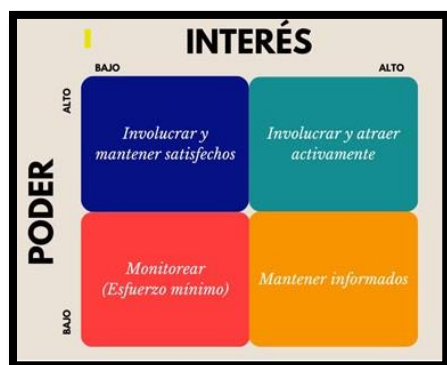 INTERÉS
BAJO
ALTO
ALTO
PODER
BAJO
Involucrar y
mantener satisfechos
Involucrar y atraer
activamente
Monitorear
(Esfuerzo mínimo)
Mantener informados